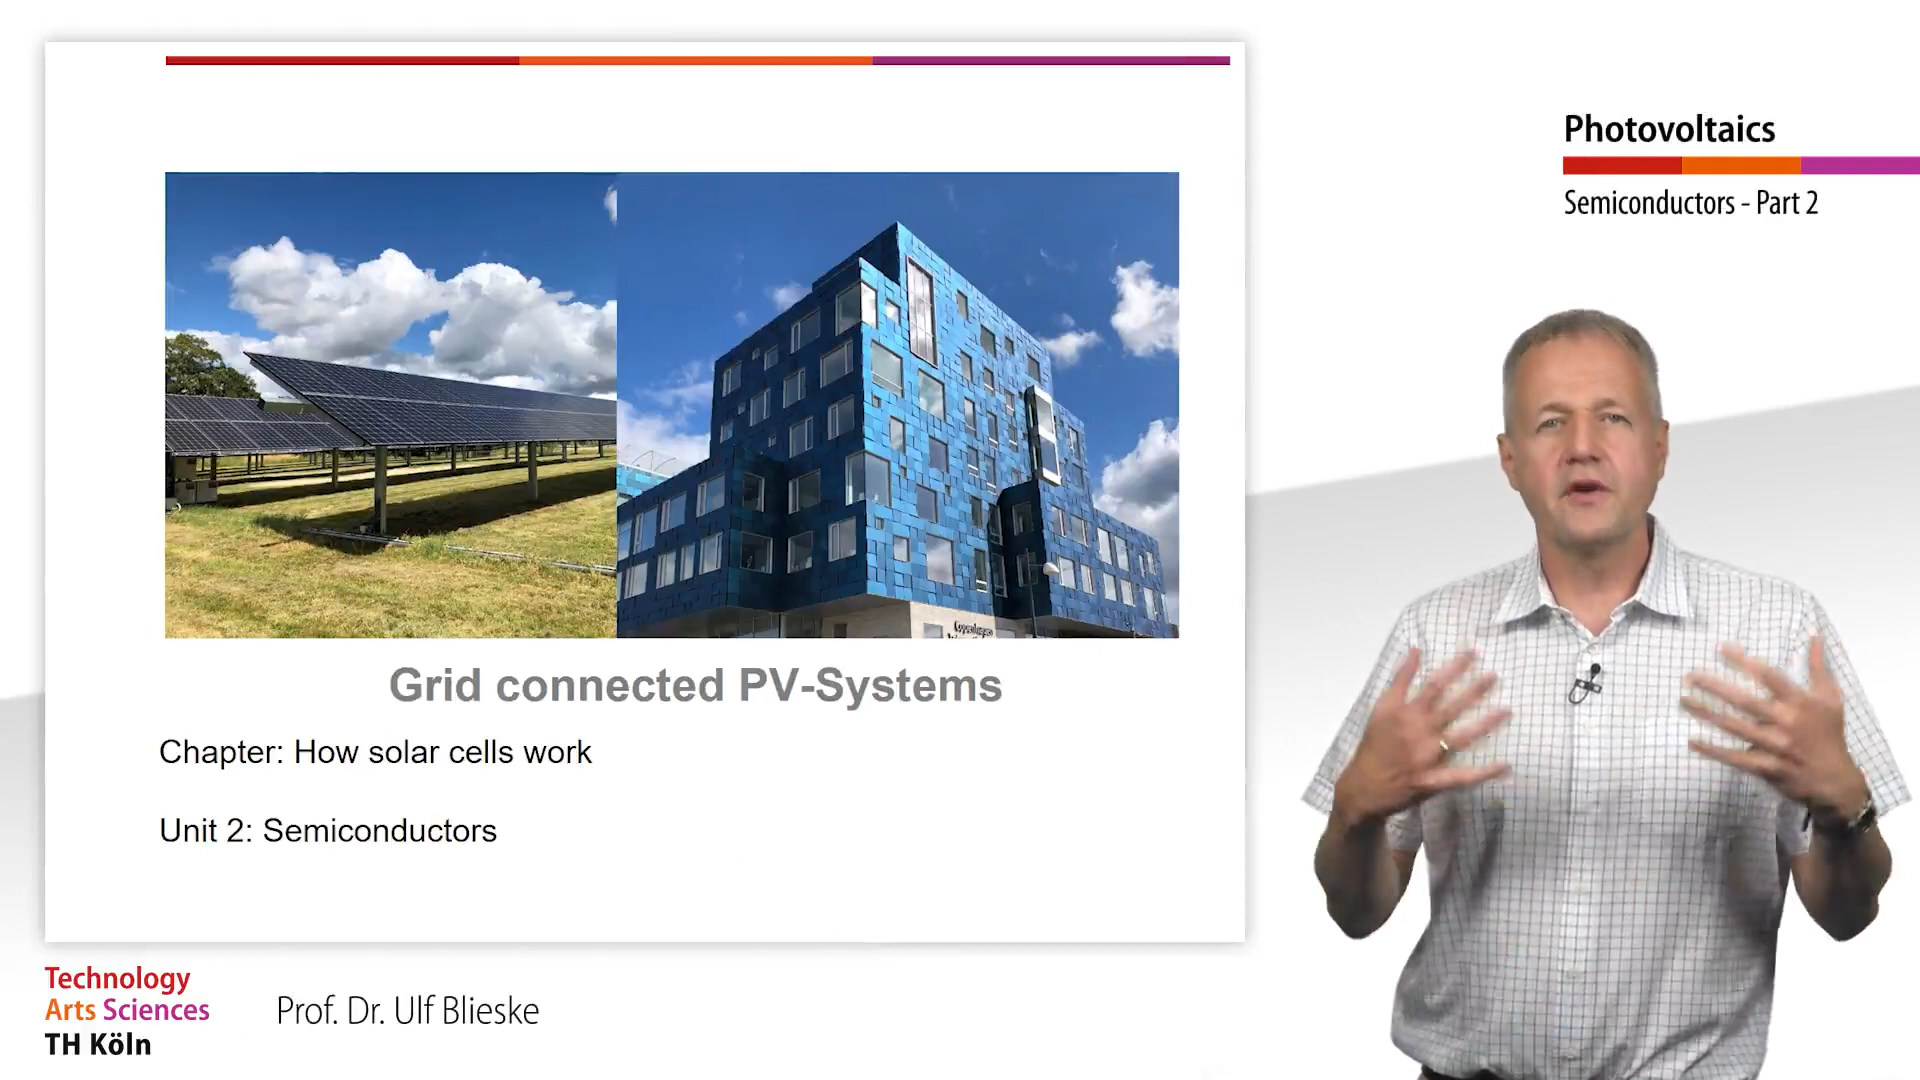 Photovoltaics
Semiconductors - Part 2
Copenhagen
Grid connected PV-Systems
Chapter: How solar cells work
Unit 2: Semiconductors
Technology
Arts Sciences
TH Köln
Prof. Dr. Ulf Blieske